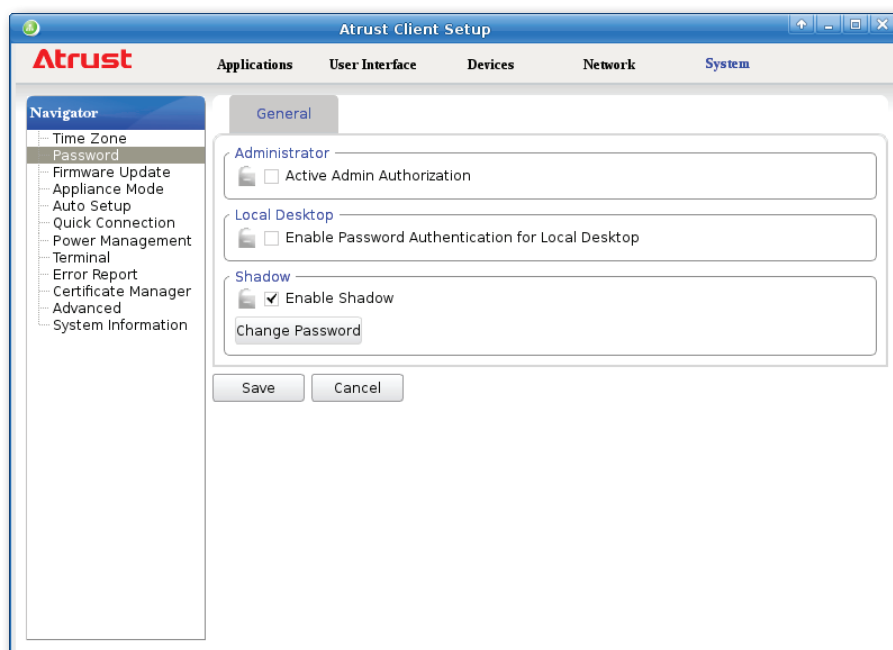 Atrust Client Setup
Atrust
Applications User Interface Devices Network System
Navigator
Time Zone
Password
Firmware Update
Appliance Mode
Auto Setup
Quick Connection
Power Management
Terminal
Error Report
Certificate Manager
Advanced
System Information
General
Administrator
Active Admin Authorization
Local Desktop
Enable Password Authentication for Local Desktop
Shadow
Enable Shadow
Change Password
Save Cancel